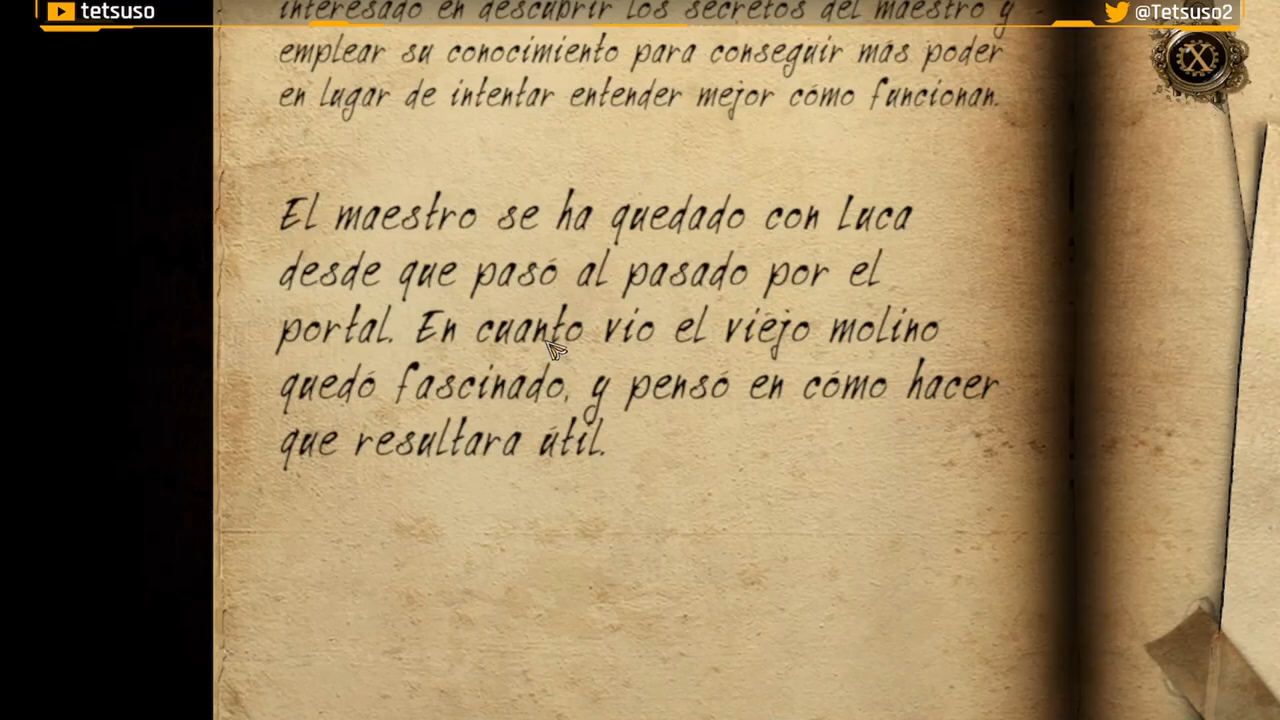 tetsuso
@Tetsuso2
interesado en descubrir los secretos del maestro y
emplear su conocimiento para conseguir más poder
en lugar de intentar entender mejor cómo funcionan.
El maestro se ha quedado con Luca
desde que pasó al pasado por el
portal. En cuanto vio el viejo molino
quedó fascinado, y pensó en cómo hacer
que resultara útil.
X